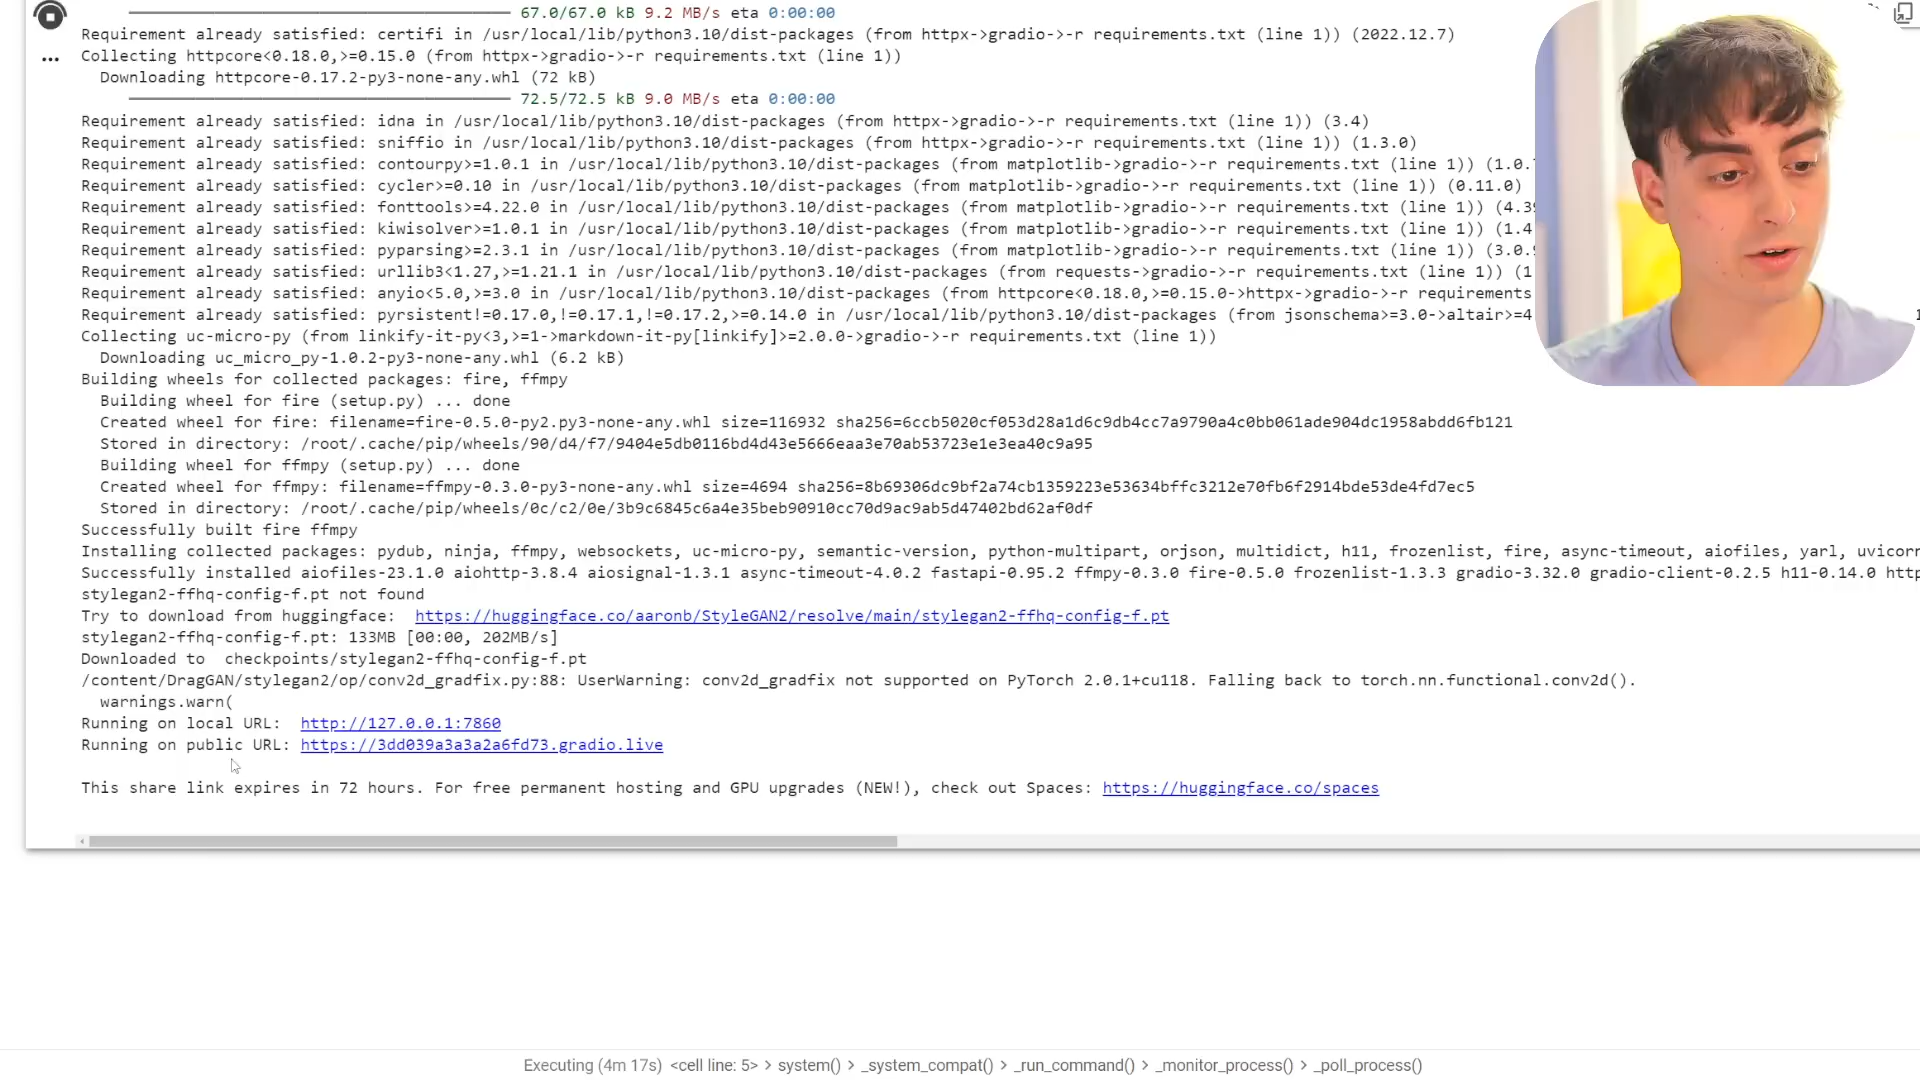 67.0/67.0 kB 9.2 MB/s eta 0:00:00
Requirement already satisfied: certifi in /usr/local/lib/python3.10/dist-packages (from httpx->gradio->-r requirements.txt (line 1)) (2022.12.7)
Collecting httpcore<0.18.0,>=0.15.0 (from httpx->gradio->-r requirements.txt (line 1))
Downloading httpcore-0.17.2-py3-none-any.whl (72 kB)
72.5/72.5 kB 9.0 MB/s eta 0:00:00
Requirement already satisfied: idna in /usr/local/lib/python3.10/dist-packages (from httpx->gradio->-r requirements.txt (line 1)) (3.4)
Requirement already satisfied: sniffio in /usr/local/lib/python3.10/dist-packages (from httpx->gradio->-r requirements.txt (line 1)) (1.3.0)
Requirement already satisfied: contourpy>=1.0.1 in /usr/local/lib/python3.10/dist-packages (from matplotlib->gradio->-r requirements.txt (line 1)) (1.0.
Requirement already satisfied: cycler>=0.10 in /usr/local/lib/python3.10/dist-packages (from matplotlib->gradio->-r requirements.txt (line 1)) (0.11.0)
Requirement already satisfied: fonttools>=4.22.0 in /usr/local/lib/python3.10/dist-packages (from matplotlib->gradio->-r requirements.txt (line 1)) (4.39
Requirement already satisfied: kiwisolver>=1.0.1 in /usr/local/lib/python3.10/dist-packages (from matplotlib->gradio->-r requirements.txt (line 1)) (1.4
Requirement already satisfied: pyparsing>=2.3.1 in /usr/local/lib/python3.10/dist-packages (from matplotlib->gradio->-r requirements.txt (line 1)) (3.0.9
Requirement already satisfied: urllib3<1.27,>=1.21.1 in /usr/local/lib/python3.10/dist-packages (from requests->gradio->-r requirements.txt (line 1)) (1
Requirement already satisfied: anyio<5.0,>=3.0 in /usr/local/lib/python3.10/dist-packages (from httpcore<0.18.0,>=0.15.0->httpx->gradio->-r requirements
Requirement already satisfied: pyrsistent!=0.17.0,!=0.17.1,!=0.17.2,>=0.14.0 in /usr/local/lib/python3.10/dist-packages (from jsonschema>=3.0->altair>=4
Collecting uc-micro-py (from linkify-it-py<3,>=1->markdown-it-py[linkify]>=2.0.0->gradio->-r requirements.txt (line 1))
Downloading uc_micro_py-1.0.2-py3-none-any.whl (6.2 kB)
Building wheels for collected packages: fire, ffmpy
Building wheel for fire (setup.py) ... done
Created wheel for fire: filename=fire-0.5.0-py2.py3-none-any.whl size=116932 sha256=6ccb5020cf053d28a1d6c9db4cc7a9790a4c0bb061ade904dc1958abdd6fb121
Stored in directory: /root/.cache/pip/wheels/90/d4/f7/9404e5db0116bd4d43e5666eaa3e70ab53723e1e3ea40c9a95
Building wheel for ffmpy (setup.py) ... done
Created wheel for ffmpy: filename=ffmpy-0.3.0-py3-none-any.whl size=4694 sha256=8b69306dc9bf2a74cb1359223e53634bffc3212e70fb6f2914bde53de4fd7ec5
Stored in directory: /root/.cache/pip/wheels/0c/c2/0e/3b9c6845c6a4e35beb90910cc70d9ac9ab5d47402bd62af0df
Successfully built fire ffmpy
Installing collected packages: pydub, ninja, ffmpy, websockets, uc-micro-py, semantic-version, python-multipart, orjson, multidict, h11, frozenlist, fire, async-timeout, aiofiles, yarl, uvicorn
Successfully installed aiofiles-23.1.0 aiohttp-3.8.4 aiosignal-1.3.1 async-timeout-4.0.2 fastapi-0.95.2 ffmpy-0.3.0 fire-0.5.0 frozenlist-1.3.3 gradio-3.32.0 gradio-client-0.2.5 h11-0.14.0 http
stylegan2-ffhq-config-f.pt not found
Try to download from huggingface: https://huggingface.co/aaronb/StyleGAN2/resolve/main/stylegan2-ffhq-config-f.pt
stylegan2-ffhq-config-f.pt: 133MB [00:00, 202MB/s]
Downloaded to checkpoints/stylegan2-ffhq-config-f.pt
/content/DragGAN/stylegan2/op/conv2d_gradfix.py:88: UserWarning: conv2d_gradfix not supported on PyTorch 2.0.1+cu118. Falling back to torch.nn.functional.conv2d().
warnings.warn(
Running on local URL: http://127.0.0.1:7860
Running on public URL: https://3dd039a3a3a2a6fd73.gradio.live
This share link expires in 72 hours. For free permanent hosting and GPU upgrades (NEW!), check out Spaces: https://huggingface.co/spaces
Executing (4m 17s) <cell line: 5> > system() > _system_compat() > _run_command() > _monitor_process() > _poll_process()